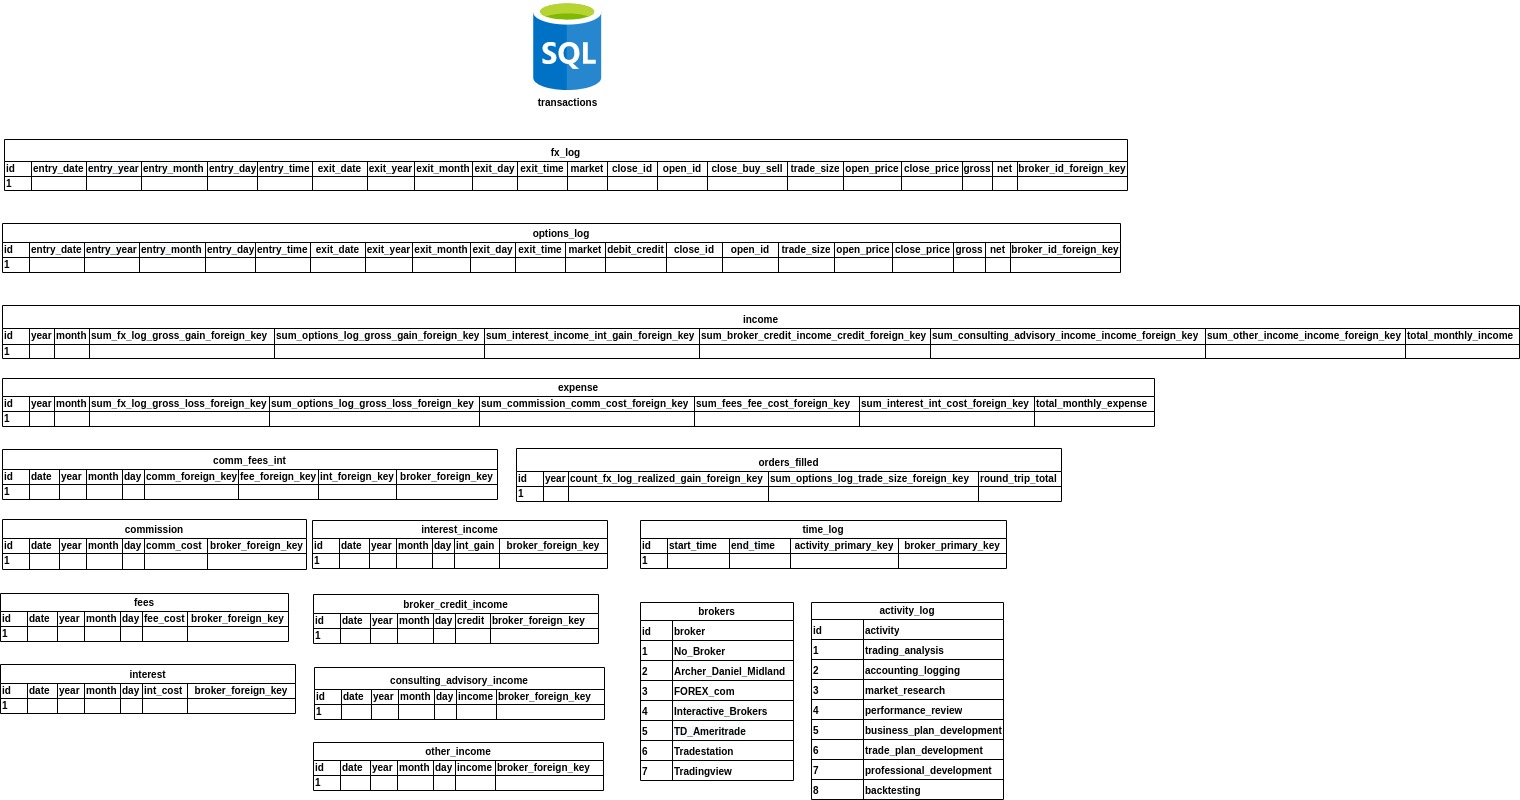 SQL
transactions
fx_log
id entry_date entry_year entry_month entry_day entry_time exit_date exit_year exit_month exit_day exit_time market close_id open_id close_buy_sell trade_size open_price close_price gross net broker_id_foreign_key
1
options_log
id entry_date entry_year entry_month entry_day entry_time exit_date exit_year exit_month exit_day exit_time market debit_credit close_id open_id trade_size open_price close_price gross net broker_id_foreign_key
1
income
id year month sum_fx_log_gross_gain_foreign_key sum_options_log_gross_gain_foreign_key sum_interest_income_int_gain_foreign_key sum_broker_credit_income_credit_foreign_key sum_consulting_advisory_income_income_foreign_key sum_other_income_income_foreign_key total_monthly_income
1
expense
id year month sum_fx_log_gross_loss_foreign_key sum_options_log_gross_loss_foreign_key sum_commission_comm_cost_foreign_key sum_fees_fee_cost_foreign_key sum_interest_int_cost_foreign_key total_monthly_expense
1
comm_fees_int
id date year month day comm_foreign_key fee_foreign_key int_foreign_key broker_foreign_key
1
orders_filled
id year count_fx_log_realized_gain_foreign_key sum_options_log_trade_size_foreign_key round_trip_total
1
commission
id date year month day comm_cost broker_foreign_key
1
interest_income
id date year month day int_gain broker_foreign_key
1
time_log
id start_time end_time activity_primary_key broker_primary_key
1
fees
id date year month day fee_cost broker_foreign_key
1
broker_credit_income
id date year month day credit broker_foreign_key
1
interest
id date year month day int_cost broker_foreign_key
1
consulting_advisory_income
id date year month day income broker_foreign_key
1
other_income
id date year month day income broker_foreign_key
1
brokers
id broker
1 No_Broker
2 Archer_Daniel_Midland
3 FOREX_com
4 Interactive_Brokers
5 TD_Ameritrade
6 Tradestation
7 Tradingview
activity_log
id activity
1 trading_analysis
2 accounting_logging
3 market_research
4 performance_review
5 business_plan_development
6 trade_plan_development
7 professional_development
8 backtesting